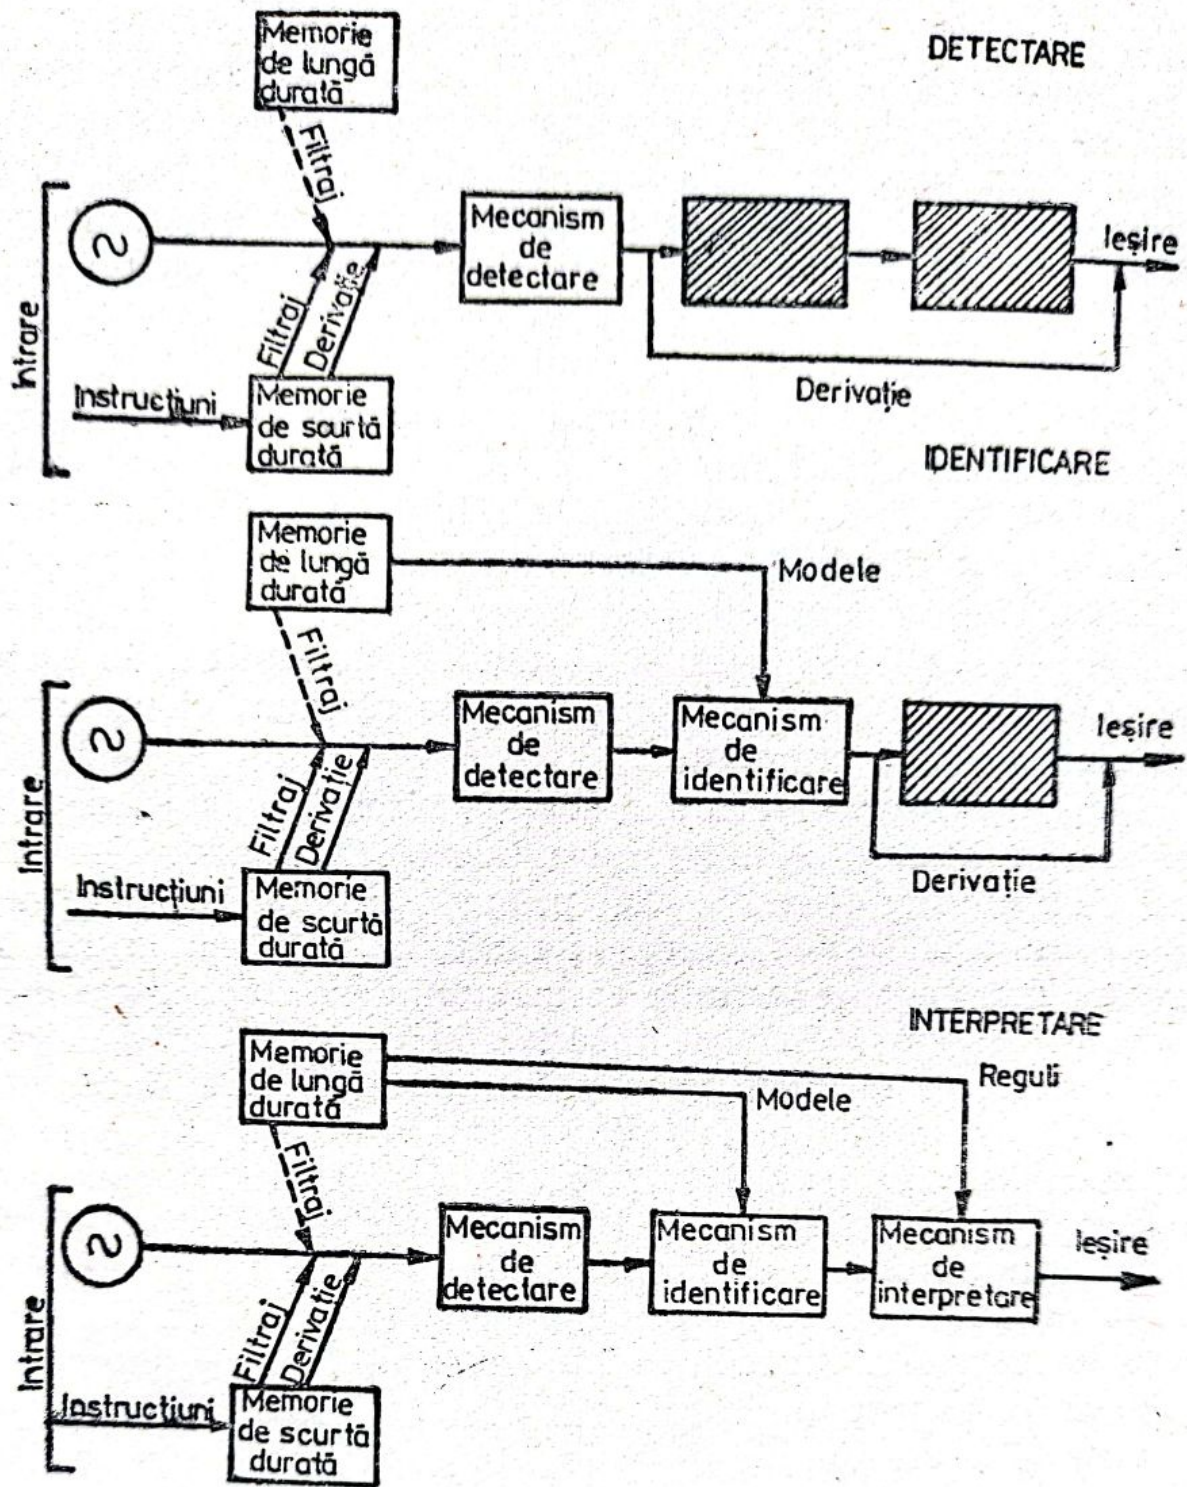 Memorie
de lungă
durată
DETECTARE
Filtraj
Intrare
Mecanism
de
detectare
Ieșire
Filtraj
Derivație
Instrucțiuni
Memorie
de scurtă
durată
Derivație
IDENTIFICARE
Memorie
de lungă
durată
Modele
Filtraj
Intrare
Mecanism
de
detectare
Mecanism
de
identificare
Ieșire
Filtraj
Derivație
Instrucțiuni
Memorie
de scurtă
durată
Derivație
INTERPRETARE
Memorie
de lungă
durată
Reguli
Modele
Filtraj
Intrare
Mecanism
de
detectare
Mecanism
de
identificare
Mecanism
de
interpretare
Ieșire
Filtraj
Derivație
Instrucțiuni
Memorie
de scurtă
durată